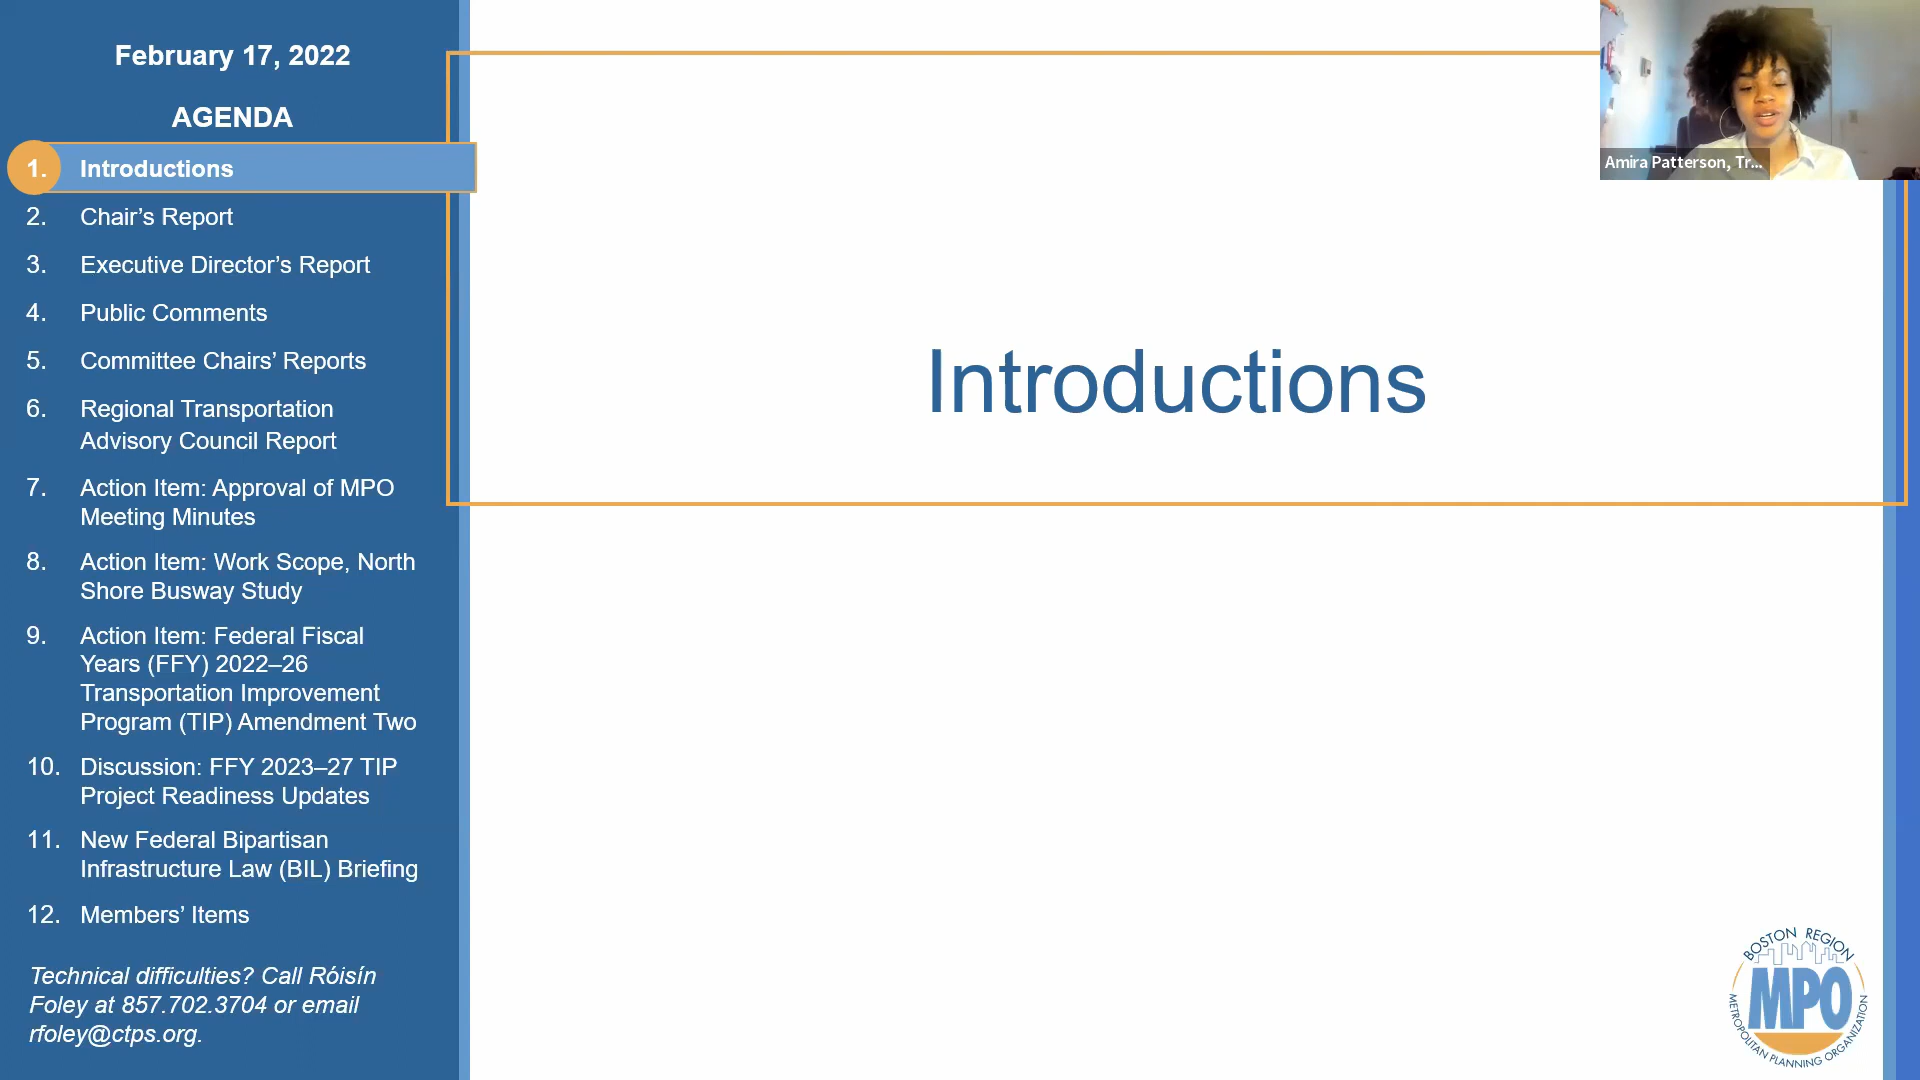 February 17, 2022
AGENDA
1. Introductions
2. Chair’s Report
3. Executive Director’s Report
4. Public Comments
5. Committee Chairs’ Reports
6. Regional Transportation
Advisory Council Report
7. Action Item: Approval of MPO
Meeting Minutes
8. Action Item: Work Scope, North
Shore Busway Study
9. Action Item: Federal Fiscal
Years (FFY) 2022–26
Transportation Improvement
Program (TIP) Amendment Two
10. Discussion: FFY 2023–27 TIP
Project Readiness Updates
11. New Federal Bipartisan
Infrastructure Law (BIL) Briefing
12. Members’ Items
Technical difficulties? Call Róisín
Foley at 857.702.3704 or email
rfoley@ctps.org.
Introductions
Amira Patterson, Tr...
BOSTON REGION
MPO
METROPOLITAN PLANNING ORGANIZATION